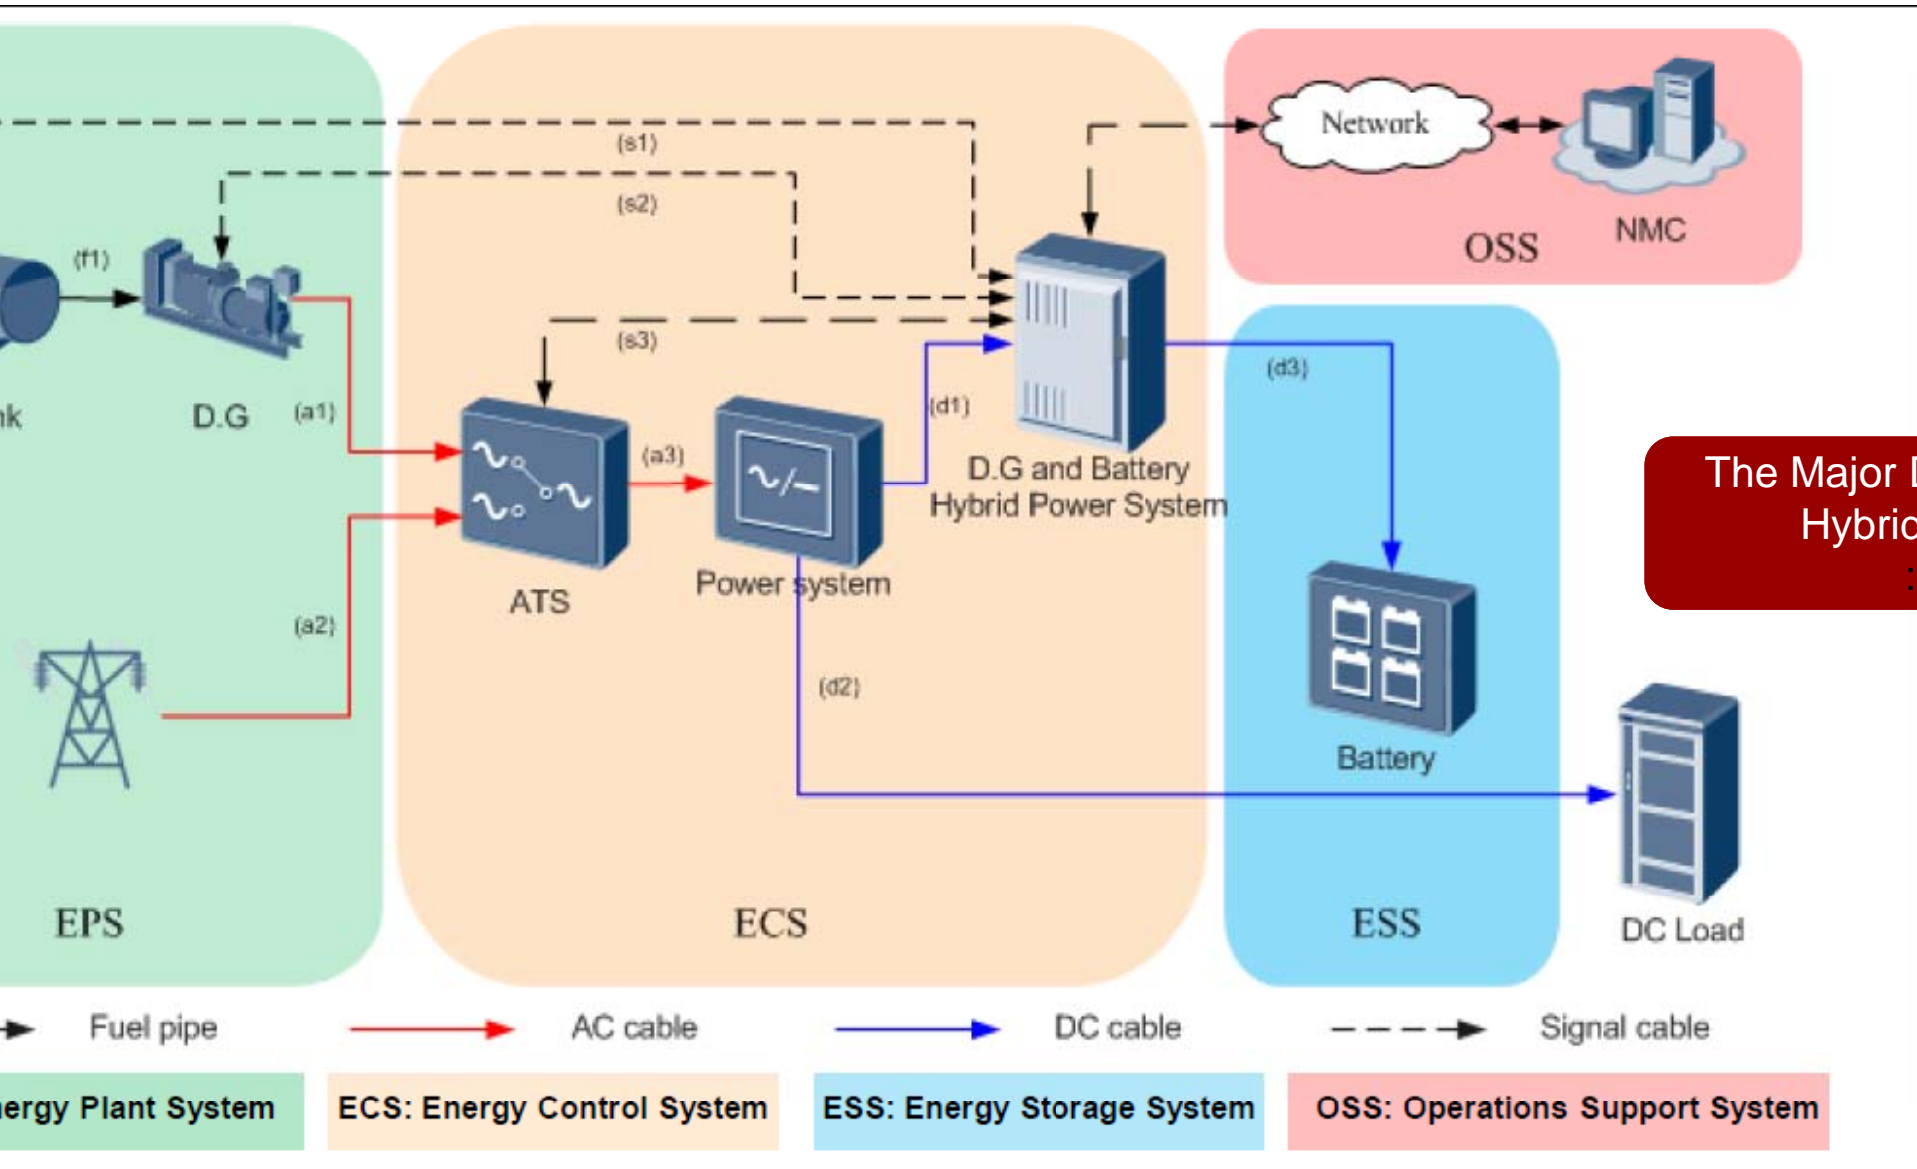 (s1)
Network
(s2)
NMC
OSS
(f1)
(s3)
(d3)
D.G
(a1)
(d1)
(a3)
D.G and Battery
Hybrid Power System
The Major
Hybrid
:
Power system
ATS
(a2)
(d2)
Battery
EPS
ECS
ESS
DC Load
Fuel pipe
AC cable
DC cable
Signal cable
Plant System
ECS: Energy Control System
ESS: Energy Storage System
OSS: Operations Support System